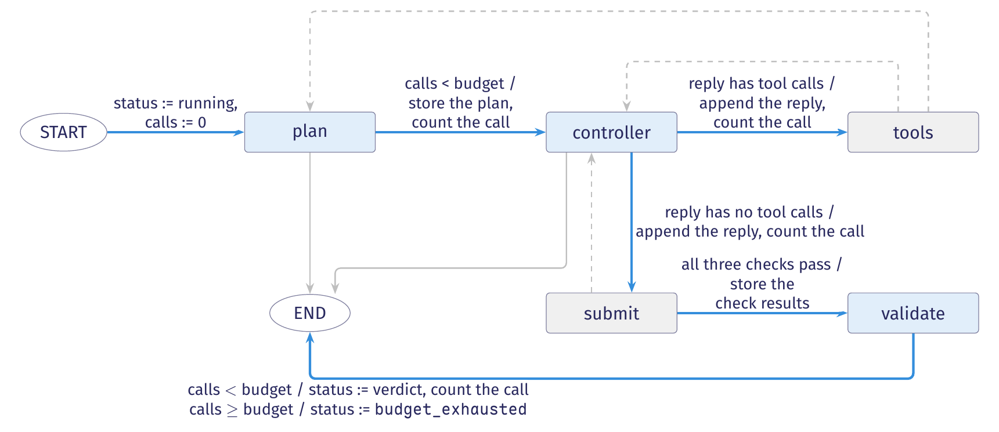 calls < budget /
store the plan,
count the call
reply has tool calls /
append the reply,
count the call
status := running,
calls := 0
START
plan
controller
tools
reply has no tool calls /
append the reply, count the call
all three checks pass /
store the
check results
END
submit
validate
calls < budget / status := verdict, count the call
calls ≥ budget / status := budget_exhausted